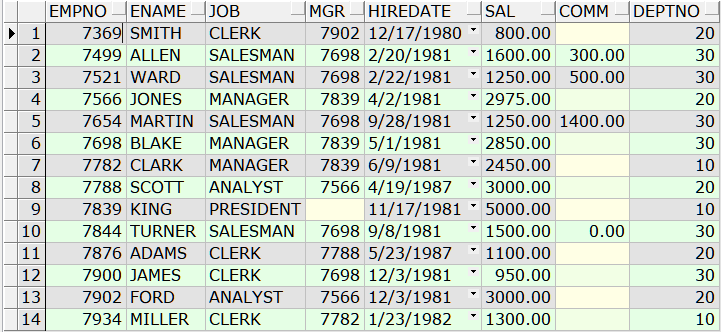 EMPNO ENAME JOB MGR HIREDATE SAL COMM DEPTNO
1 7369 SMITH CLERK 7902 12/17/1980 800.00 20
2 7499 ALLEN SALESMAN 7698 2/20/1981 1600.00 300.00 30
3 7521 WARD SALESMAN 7698 2/22/1981 1250.00 500.00 30
4 7566 JONES MANAGER 7839 4/2/1981 2975.00 20
5 7654 MARTIN SALESMAN 7698 9/28/1981 1250.00 1400.00 30
6 7698 BLAKE MANAGER 7839 5/1/1981 2850.00 30
7 7782 CLARK MANAGER 7839 6/9/1981 2450.00 10
8 7788 SCOTT ANALYST 7566 4/19/1987 3000.00 20
9 7839 KING PRESIDENT 11/17/1981 5000.00 10
10 7844 TURNER SALESMAN 7698 9/8/1981 1500.00 0.00 30
11 7876 ADAMS CLERK 7788 5/23/1987 1100.00 20
12 7900 JAMES CLERK 7698 12/3/1981 950.00 30
13 7902 FORD ANALYST 7566 12/3/1981 3000.00 20
14 7934 MILLER CLERK 7782 1/23/1982 1300.00 10